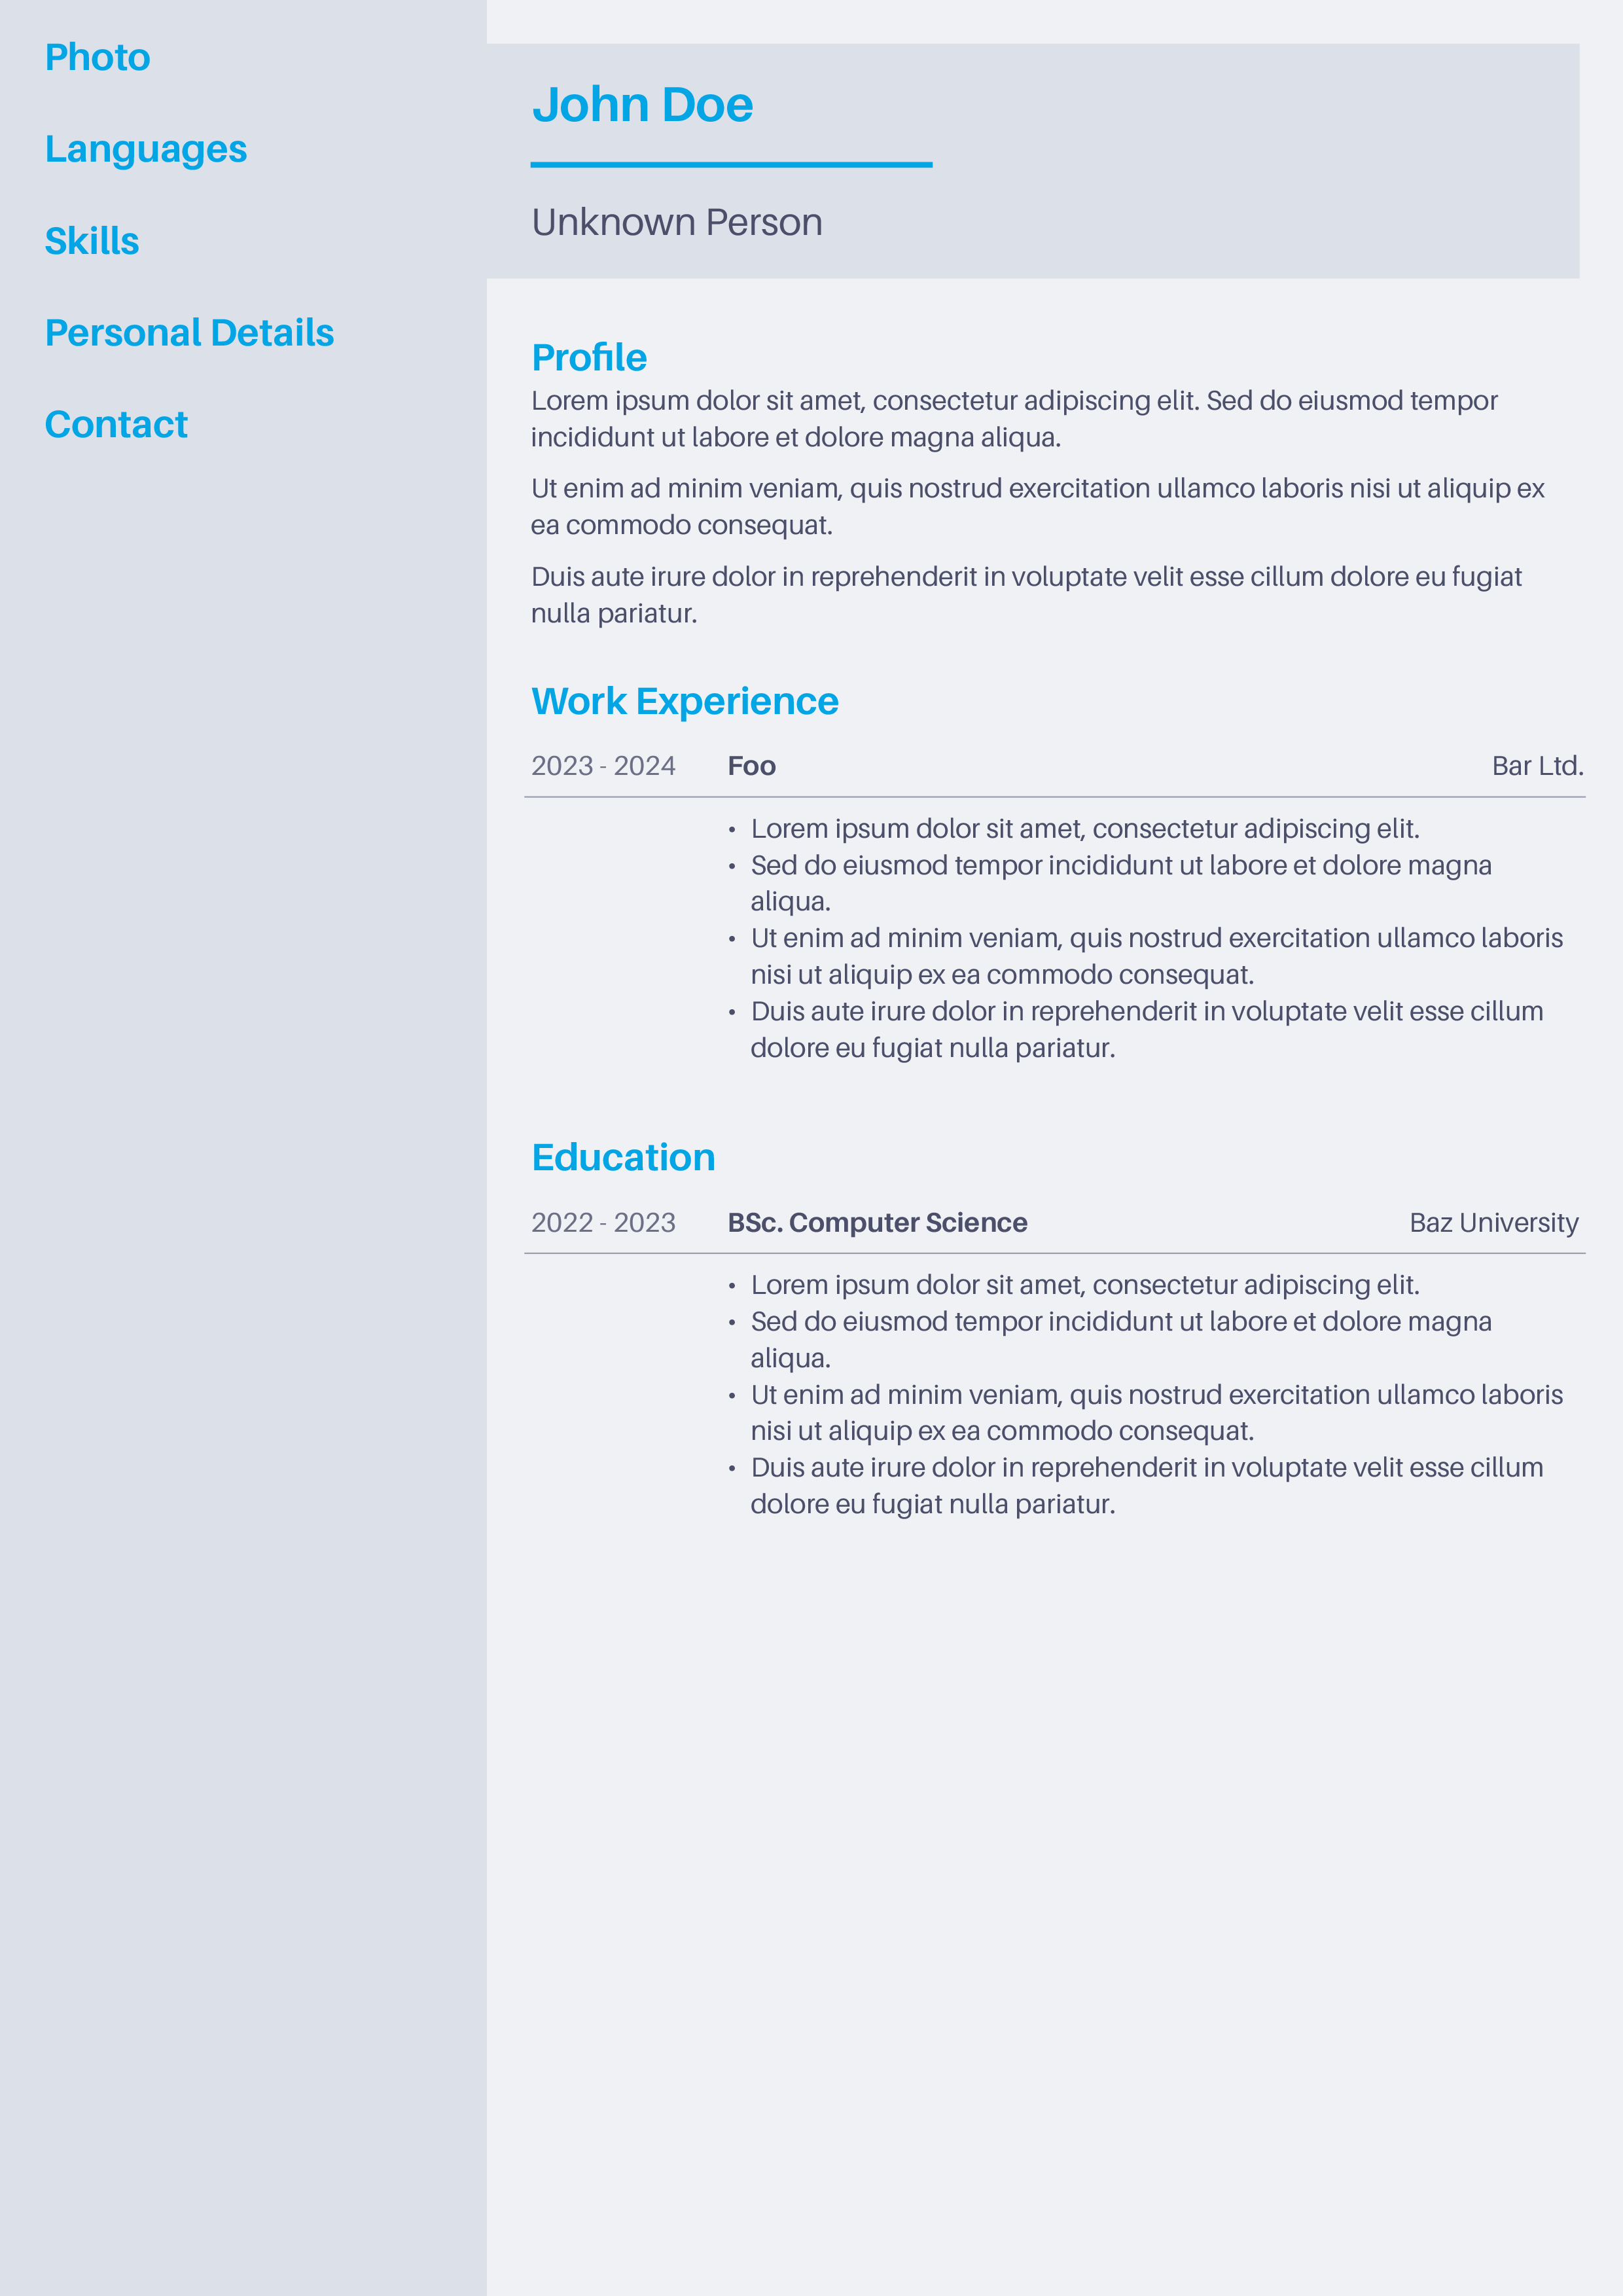 Photo
Languages
Skills
Personal Details
Contact
John Doe
Unknown Person
Profile
Lorem ipsum dolor sit amet, consectetur adipiscing elit. Sed do eiusmod tempor
incididunt ut labore et dolore magna aliqua.
Ut enim ad minim veniam, quis nostrud exercitation ullamco laboris nisi ut aliquip ex
ea commodo consequat.
Duis aute irure dolor in reprehenderit in voluptate velit esse cillum dolore eu fugiat
nulla pariatur.
Work Experience
2023 - 2024 Foo Bar Ltd.
• Lorem ipsum dolor sit amet, consectetur adipiscing elit.
• Sed do eiusmod tempor incididunt ut labore et dolore magna
aliqua.
• Ut enim ad minim veniam, quis nostrud exercitation ullamco laboris
nisi ut aliquip ex ea commodo consequat.
• Duis aute irure dolor in reprehenderit in voluptate velit esse cillum
dolore eu fugiat nulla pariatur.
Education
2022 - 2023 BSc. Computer Science Baz University
• Lorem ipsum dolor sit amet, consectetur adipiscing elit.
• Sed do eiusmod tempor incididunt ut labore et dolore magna
aliqua.
• Ut enim ad minim veniam, quis nostrud exercitation ullamco laboris
nisi ut aliquip ex ea commodo consequat.
• Duis aute irure dolor in reprehenderit in voluptate velit esse cillum
dolore eu fugiat nulla pariatur.